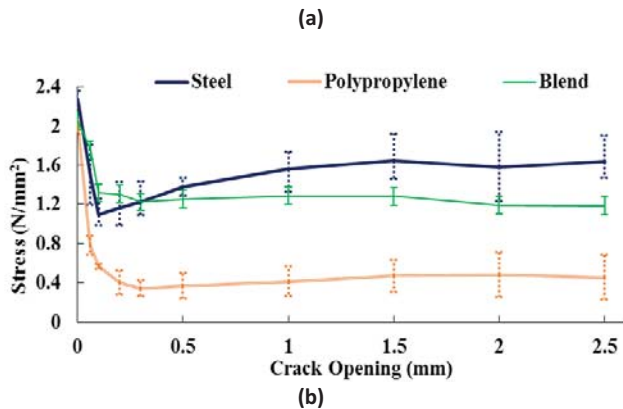 (a)
Steel Polypropylene Blend
2.4
2
1.6
1.2
0.8
0.4
0
Stress (N/mm²)
0 0.5 1 1.5 2 2.5
Crack Opening (mm)
(b)